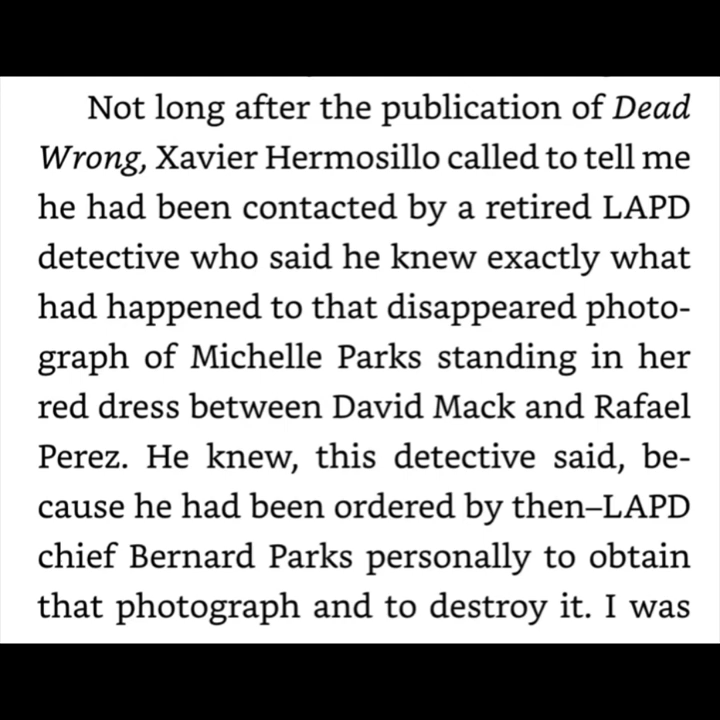 Not long after the publication of Dead
Wrong, Xavier Hermosillo called to tell me
he had been contacted by a retired LAPD
detective who said he knew exactly what
had happened to that disappeared photo-
graph of Michelle Parks standing in her
red dress between David Mack and Rafael
Perez. He knew, this detective said, be-
cause he had been ordered by then–LAPD
chief Bernard Parks personally to obtain
that photograph and to destroy it. I was